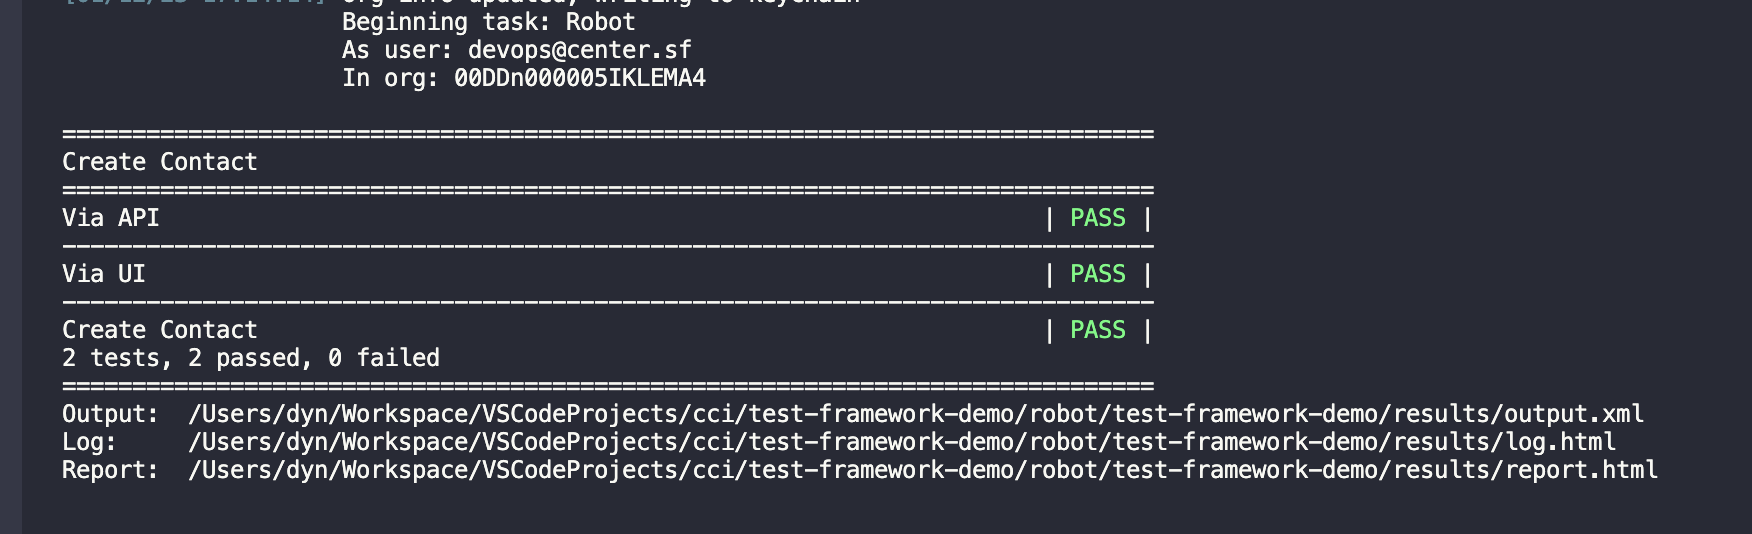 Beginning task: Robot
As user: devops@center.sf
In org: 00DDn000005IKLEMA4
==============================================================================
Create Contact
==============================================================================
Via API | PASS |
------------------------------------------------------------------------------
Via UI | PASS |
------------------------------------------------------------------------------
Create Contact | PASS |
2 tests, 2 passed, 0 failed
==============================================================================
Output:  /Users/dyn/Workspace/VSCodeProjects/cci/test-framework-demo/robot/test-framework-demo/results/output.xml
Log:     /Users/dyn/Workspace/VSCodeProjects/cci/test-framework-demo/robot/test-framework-demo/results/log.html
Report:  /Users/dyn/Workspace/VSCodeProjects/cci/test-framework-demo/robot/test-framework-demo/results/report.html